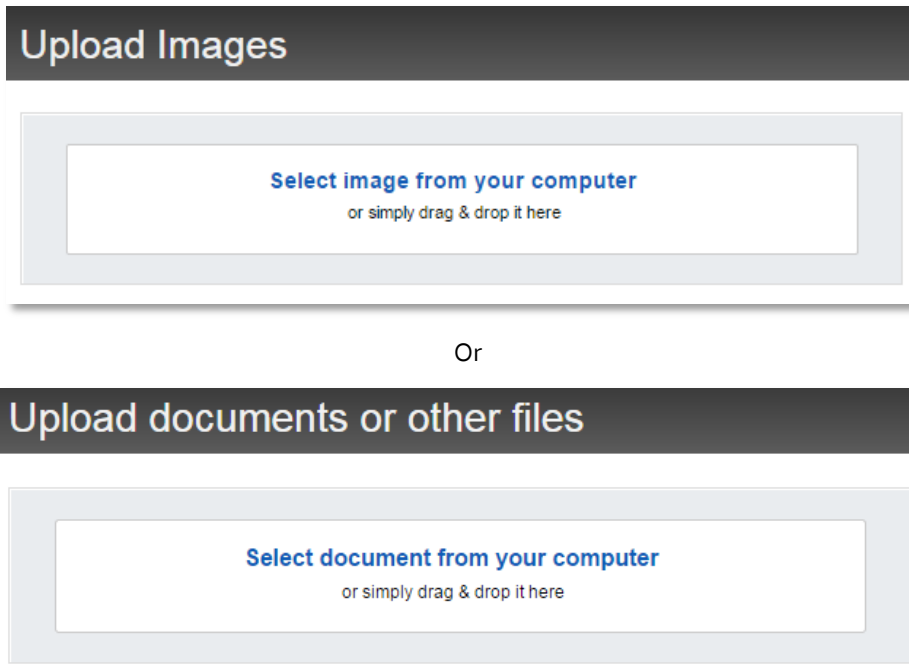 Upload Images
Select image from your computer
or simply drag & drop it here
Or
Upload documents or other files
Select document from your computer
or simply drag & drop it here